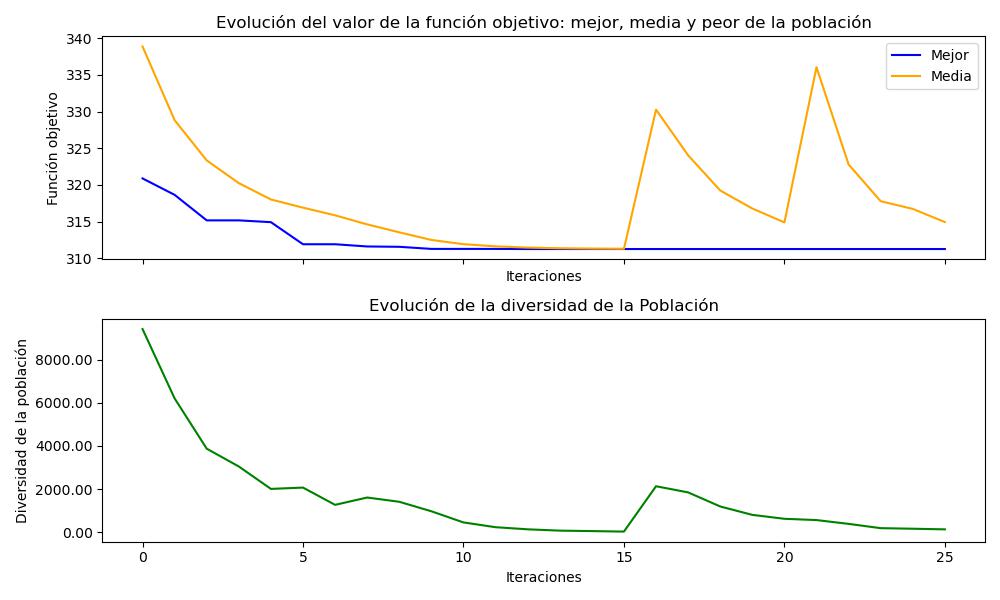 Evolución del valor de la función objetivo: mejor, media y peor de la población
Función objetivo
340
335
330
325
320
315
310
Mejor
Media
Iteraciones
Evolución de la diversidad de la Población
Diversidad de la población
8000.00
6000.00
4000.00
2000.00
0.00
0 5 10 15 20 25
Iteraciones